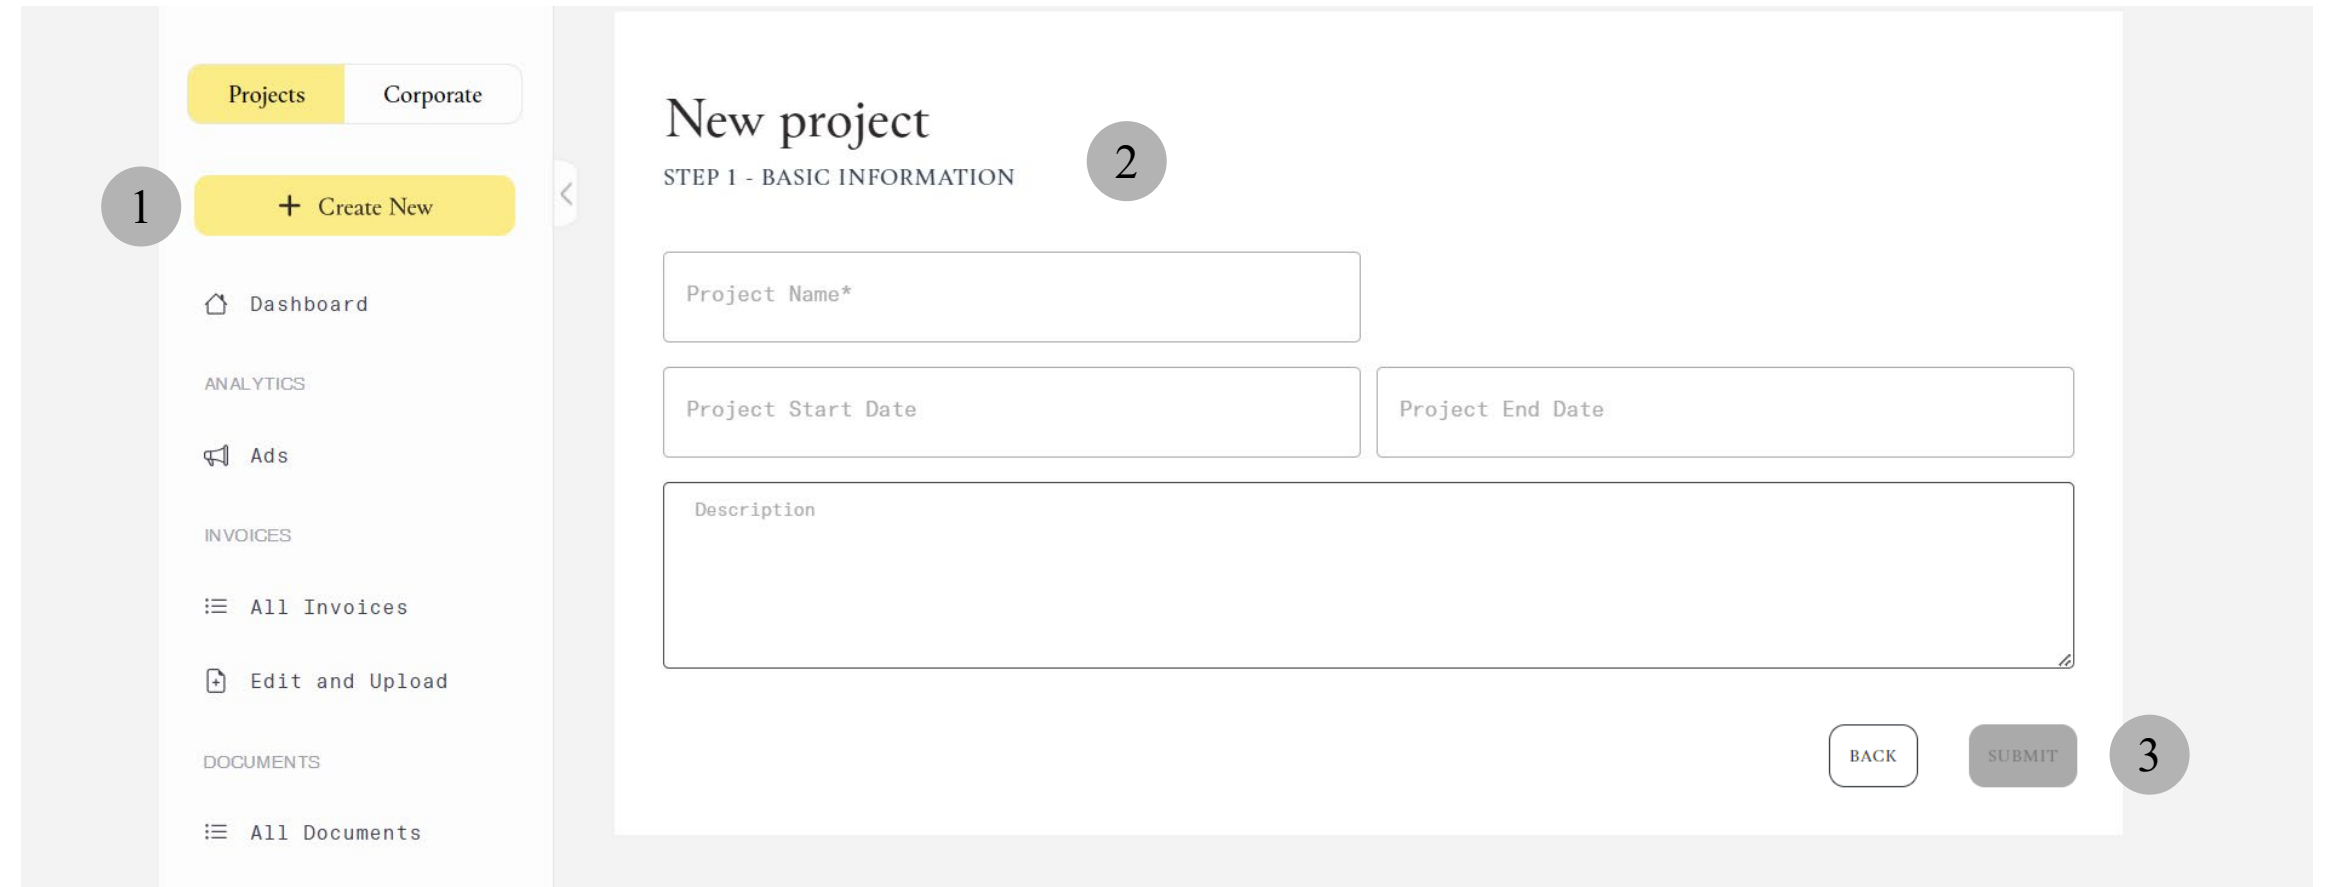 Projects
Corporate
1
+ Create New
Dashboard
ANALYTICS
Ads
INVOICES
All Invoices
Edit and Upload
DOCUMENTS
All Documents
New project
2
STEP 1 - BASIC INFORMATION
Project Name*
Project Start Date
Project End Date
Description
BACK
SUBMIT
3